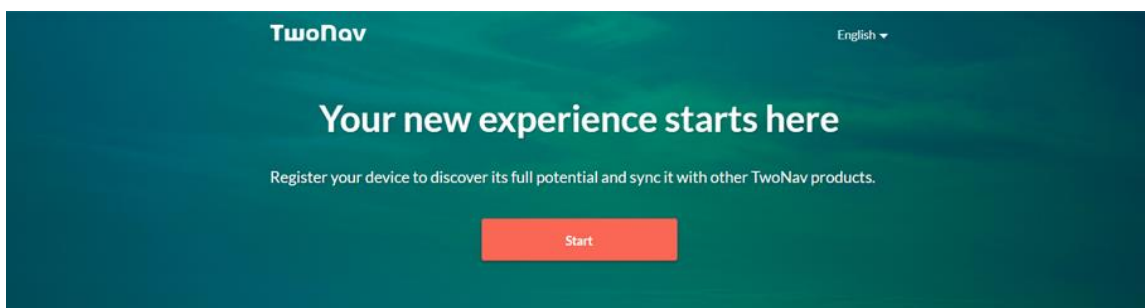 TwoNav
English
Your new experience starts here
Register your device to discover its full potential and sync it with other TwoNav products.
Start